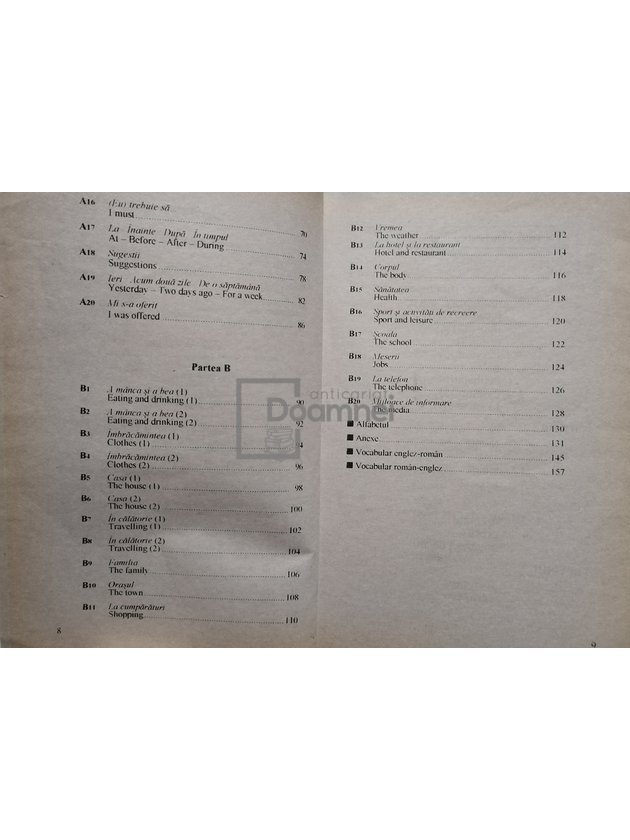 A16 (Eu) trebuie să...
I must 70
A17 La Înainte După În timpul
At – Before – After – During 74
A18 Sugestii
Suggestions 78
A19 Ieri Acum două zile De o săptămână
Yesterday – Two days ago – For a week 82
A20 Mi s-a oferit
I was offered 86
Partea B
B1 A mânca și a bea (1)
Eating and drinking (1) 90
B2 A mânca și a bea (2)
Eating and drinking (2) 92
B3 Îmbrăcămintea (1)
Clothes (1) 94
B4 Îmbrăcămintea (2)
Clothes (2) 96
B5 Casa (1)
The house (1) 98
B6 Casa (2)
The house (2) 100
B7 În călătorie (1)
Travelling (1) 102
B8 În călătorie (2)
Travelling (2) 104
B9 Familia
The family 106
B10 Orașul
The town 108
B11 La cumpărături
Shopping 110
8
B12 Vremea
The weather 112
B13 La hotel și la restaurant
Hotel and restaurant 114
B14 Corpul
The body 116
B15 Sănătatea
Health 118
B16 Sport și activități de recreere
Sport and leisure 120
B17 Școala
The school 122
B18 Meserii
Jobs 124
B19 La telefon
The telephone 126
B20 Mijloace de informare
The media 128
■ Alfabetul 130
■ Anexe 131
■ Vocabular englez-român 145
■ Vocabular român-englez 157
9
anticariat
Doamnei